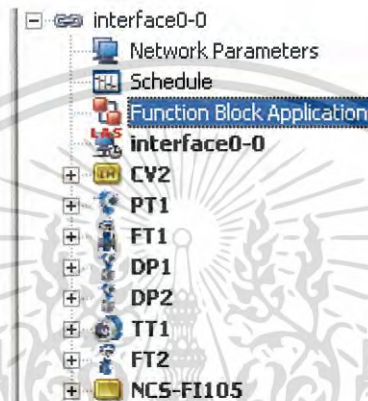 interface0-0
Network Parameters
Schedule
Function Block Application
LAS
interface0-0
CV2
PT1
FT1
DP1
DP2
TT1
FT2
NCS-FI105